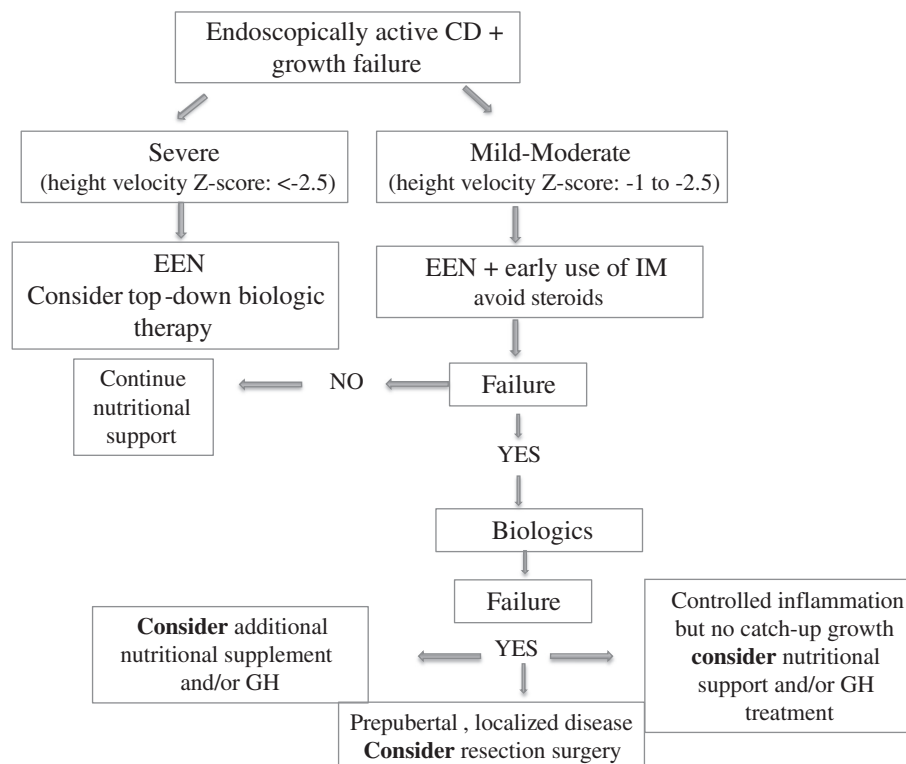 Endoscopically active CD +
growth failure
Severe
(height velocity Z-score: <-2.5)
Mild-Moderate
(height velocity Z-score: -1 to -2.5)
EEN
Consider top-down biologic
therapy
EEN + early use of IM
avoid steroids
Continue
nutritional
support
NO
Failure
YES
Biologics
Failure
Consider additional
nutritional supplement
and/or GH
YES
Controlled inflammation
but no catch-up growth
consider nutritional
support and/or GH
treatment
Prepubertal , localized disease
Consider resection surgery